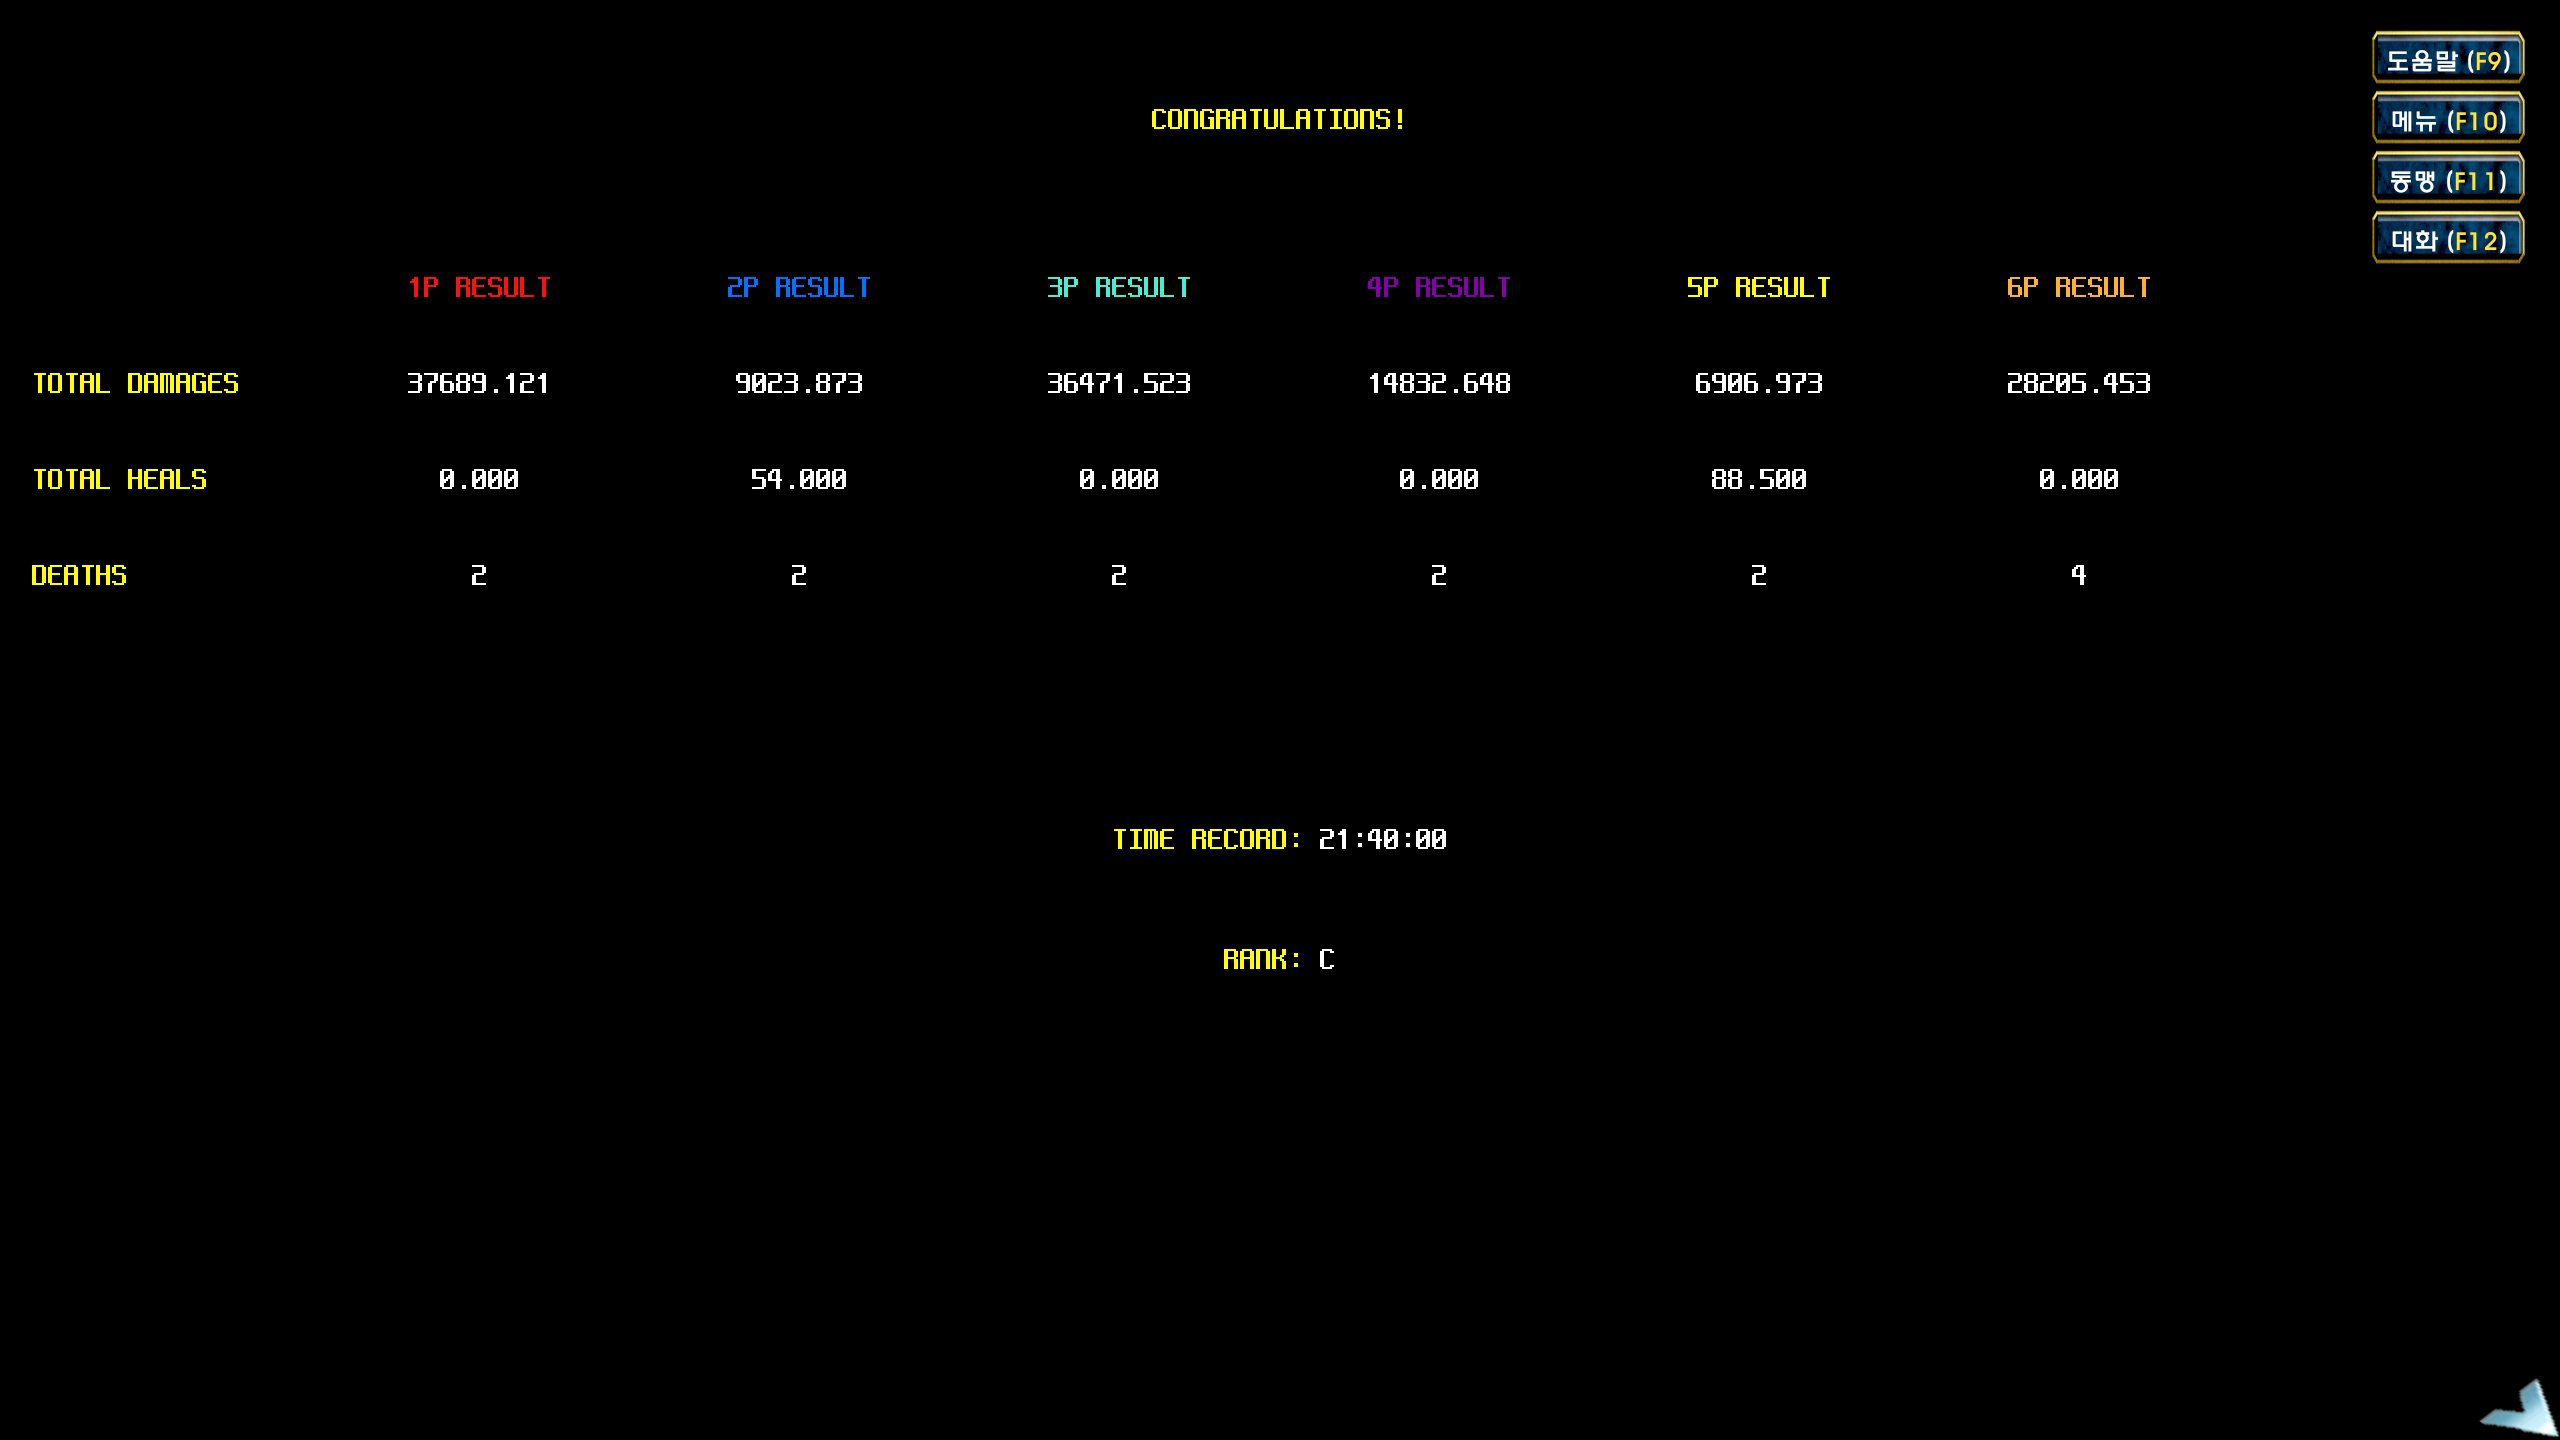 도움말 (F9)
CONGRATULATIONS!
메뉴 (F10)
동맹 (F11)
대화 (F12)
1P RESULT 2P RESULT 3P RESULT 4P RESULT 5P RESULT 6P RESULT
TOTAL DAMAGES 37689.121 9023.873 36471.523 14832.648 6906.973 28205.453
TOTAL HEALS 0.000 54.000 0.000 0.000 88.500 0.000
DEATHS 2 2 2 2 2 4
TIME RECORD: 21:40:00
RANK: C